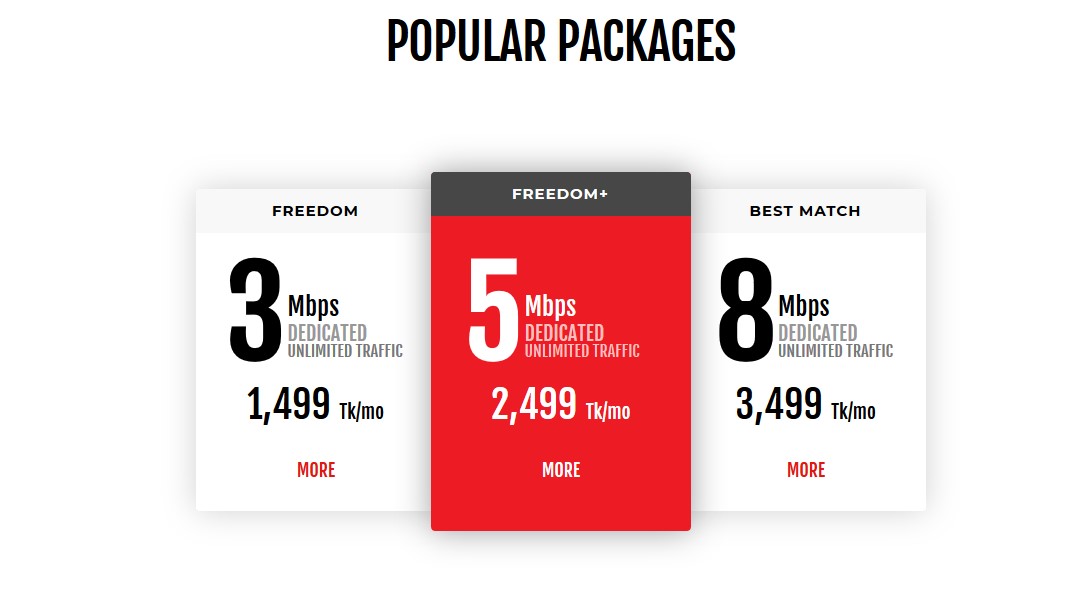 POPULAR PACKAGES
FREEDOM
3 Mbps
DEDICATED
UNLIMITED TRAFFIC
1,499 Tk/mo
MORE
FREEDOM+
5 Mbps
DEDICATED
UNLIMITED TRAFFIC
2,499 Tk/mo
MORE
BEST MATCH
8 Mbps
DEDICATED
UNLIMITED TRAFFIC
3,499 Tk/mo
MORE